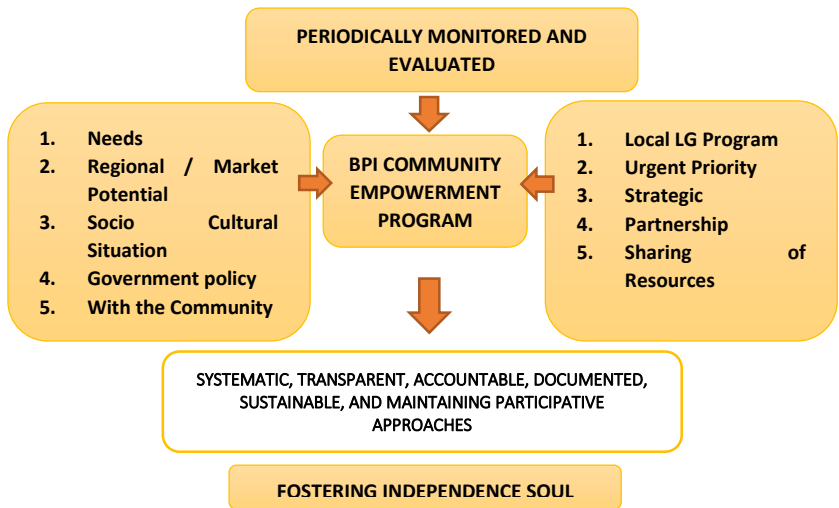 PERIODICALLY MONITORED AND
EVALUATED
1. Needs
2. Regional / Market
Potential
3. Socio Cultural
Situation
4. Government policy
5. With the Community
BPI COMMUNITY
EMPOWERMENT
PROGRAM
1. Local LG Program
2. Urgent Priority
3. Strategic
4. Partnership
5. Sharing of
Resources
SYSTEMATIC, TRANSPARENT, ACCOUNTABLE, DOCUMENTED,
SUSTAINABLE, AND MAINTAINING PARTICIPATIVE
APPROACHES
FOSTERING INDEPENDENCE SOUL